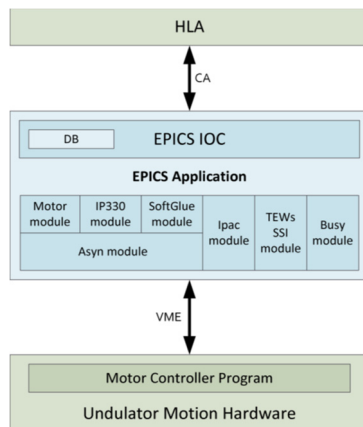 HLA
CA
DB
EPICS IOC
EPICS Application
Motor
module
IP330
module
SoftGlue
module
Asyn module
Ipac
module
TEWs
SSI
module
Busy
module
VME
Motor Controller Program
Undulator Motion Hardware